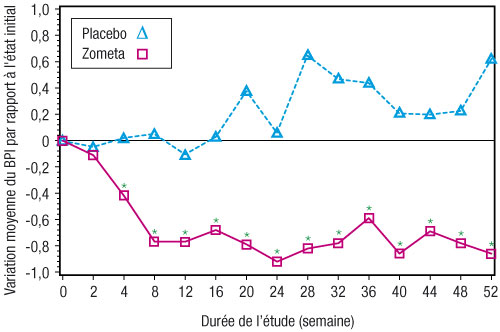 Variation moyenne du BPI par rapport à l'état initial
1,0
0,8
0,6
0,4
0,2
0
-0,2
-0,4
-0,6
-0,8
-1,0
Placebo
Zometa
* * * * * * * * * * * *
0 2 4 8 12 16 20 24 28 32 36 40 44 48 52
Durée de l'étude (semaine)